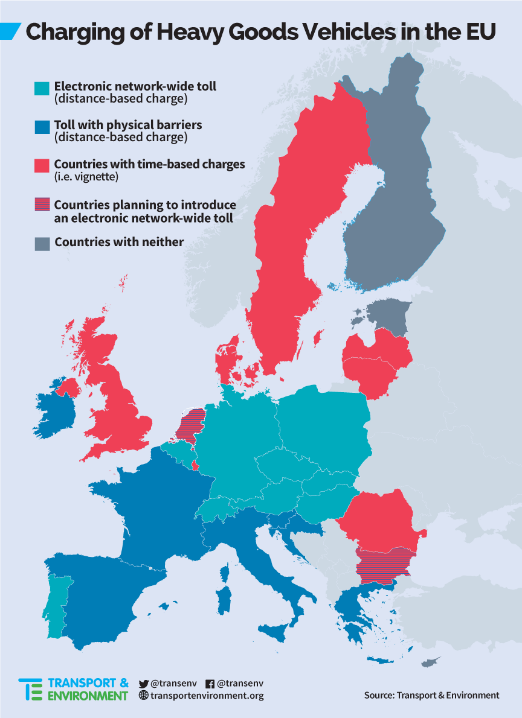 Charging of Heavy Goods Vehicles in the EU
Electronic network-wide toll
(distance-based charge)
Toll with physical barriers
(distance-based charge)
Countries with time-based charges
(i.e. vignette)
Countries planning to introduce
an electronic network-wide toll
Countries with neither
TE TRANSPORT &
ENVIRONMENT
@transenv @transenv
transportenvironment.org
Source: Transport & Environment